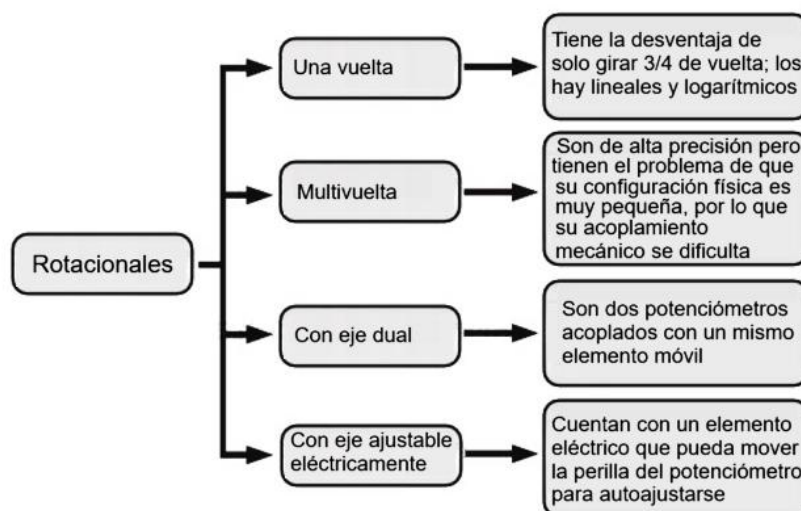 Rotacionales
Una vuelta
Tiene la desventaja de
solo girar 3/4 de vuelta; los
hay lineales y logarítmicos
Multivuelta
Son de alta precisión pero
tienen el problema de que
su configuración física es
muy pequeña, por lo que
su acoplamiento
mecánico se dificulta
Con eje dual
Son dos potenciómetros
acoplados con un mismo
elemento móvil
Con eje ajustable
eléctricamente
Cuentan con un elemento
eléctrico que pueda mover
la perilla del potenciómetro
para autoajustarse